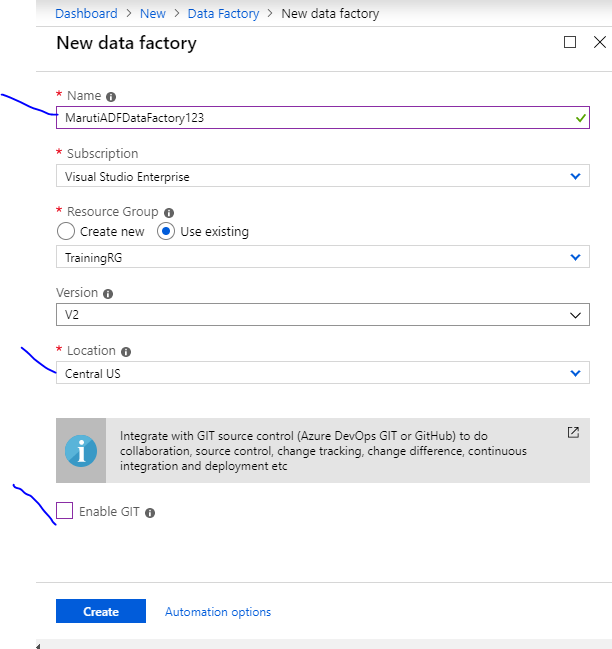 Dashboard > New > Data Factory > New data factory
New data factory
* Name
MarutiADFDataFactory123
* Subscription
Visual Studio Enterprise
* Resource Group
Create new Use existing
TrainingRG
Version
V2
* Location
Central US
Integrate with GIT source control (Azure DevOps GIT or GitHub) to do
collaboration, source control, change tracking, change difference, continuous
integration and deployment etc
Enable GIT
Create Automation options